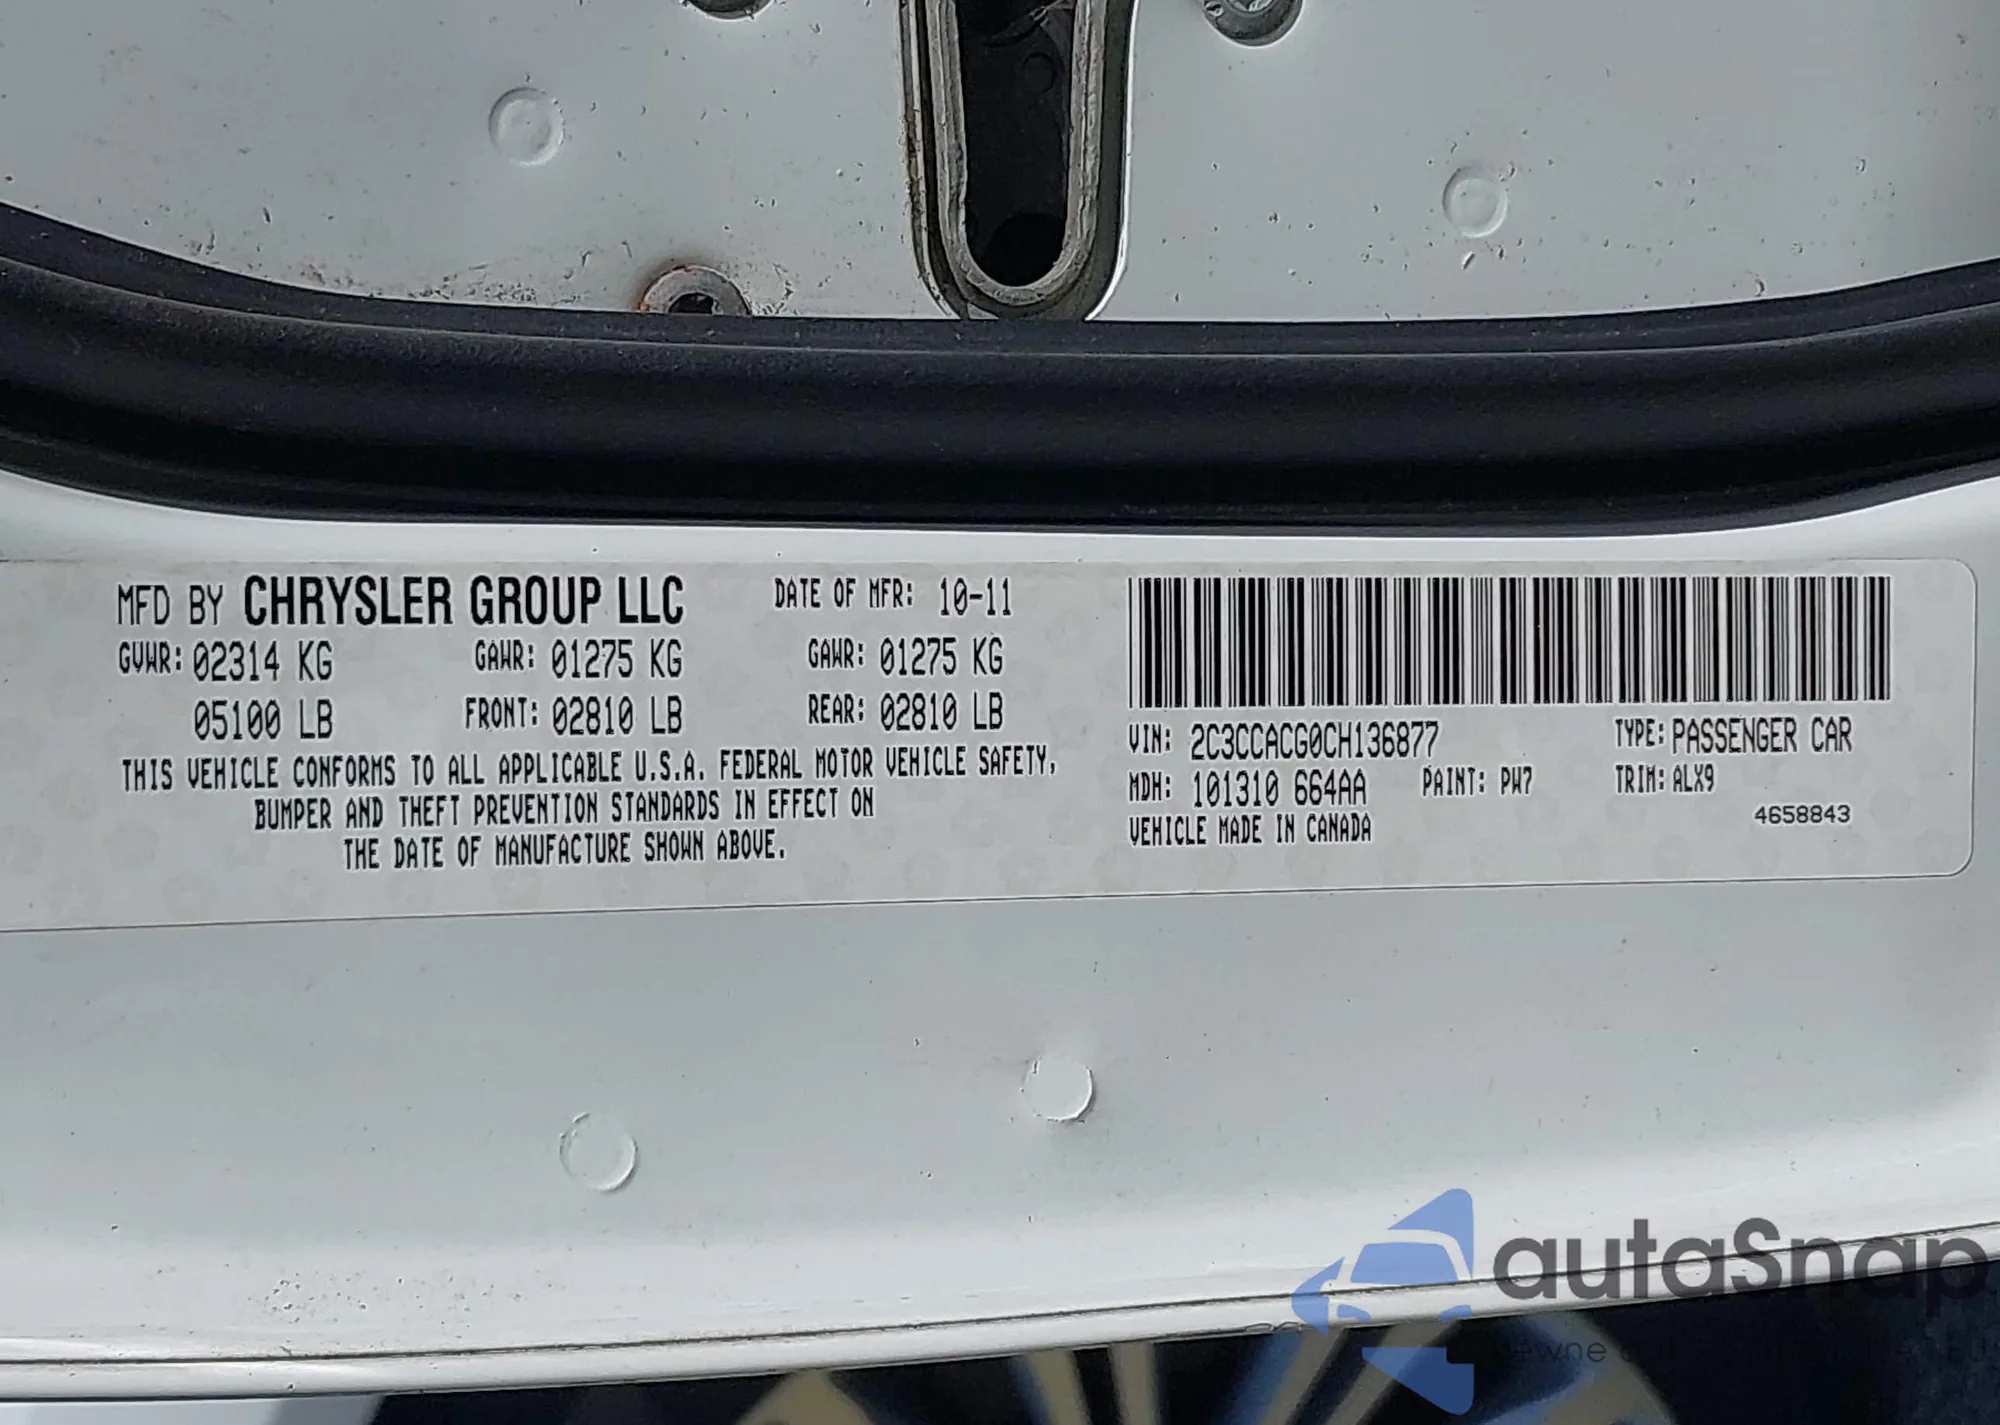 MFD BY CHRYSLER GROUP LLC DATE OF MFR: 10-11
GVWR: 02314 KG GAWR: 01275 KG GAWR: 01275 KG
05100 LB FRONT: 02810 LB REAR: 02810 LB
THIS VEHICLE CONFORMS TO ALL APPLICABLE U.S.A. FEDERAL MOTOR VEHICLE SAFETY,
BUMPER AND THEFT PREVENTION STANDARDS IN EFFECT ON
THE DATE OF MANUFACTURE SHOWN ABOVE.
VIN: 2C3CCACG0CH136877 TYPE: PASSENGER CAR
MDH: 101310 664AA PAINT: PW7 TRIM: ALX9
VEHICLE MADE IN CANADA 4658843
autaSnap